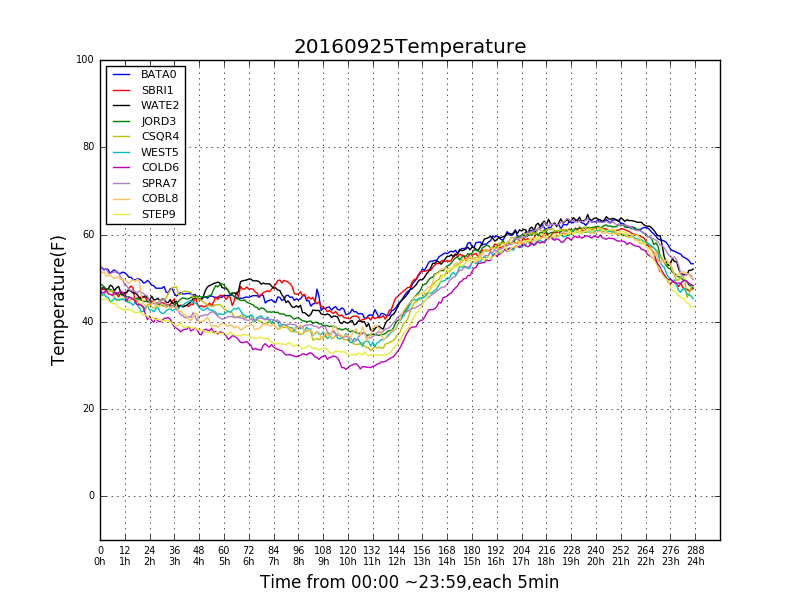 20160925Temperature
100
80
60
40
20
0
Temperature(F)
BATA0
SBRI1
WATE2
JORD3
CSQR4
WEST5
COLD6
SPRA7
COBL8
STEP9
0 12 24 36 48 60 72 84 96 108 120 132 144 156 168 180 192 204 216 228 240 252 264 276 288
0h 1h 2h 3h 4h 5h 6h 7h 8h 9h 10h 11h 12h 13h 14h 15h 16h 17h 18h 19h 20h 21h 22h 23h 24h
Time from 00:00 ~23:59,each 5min